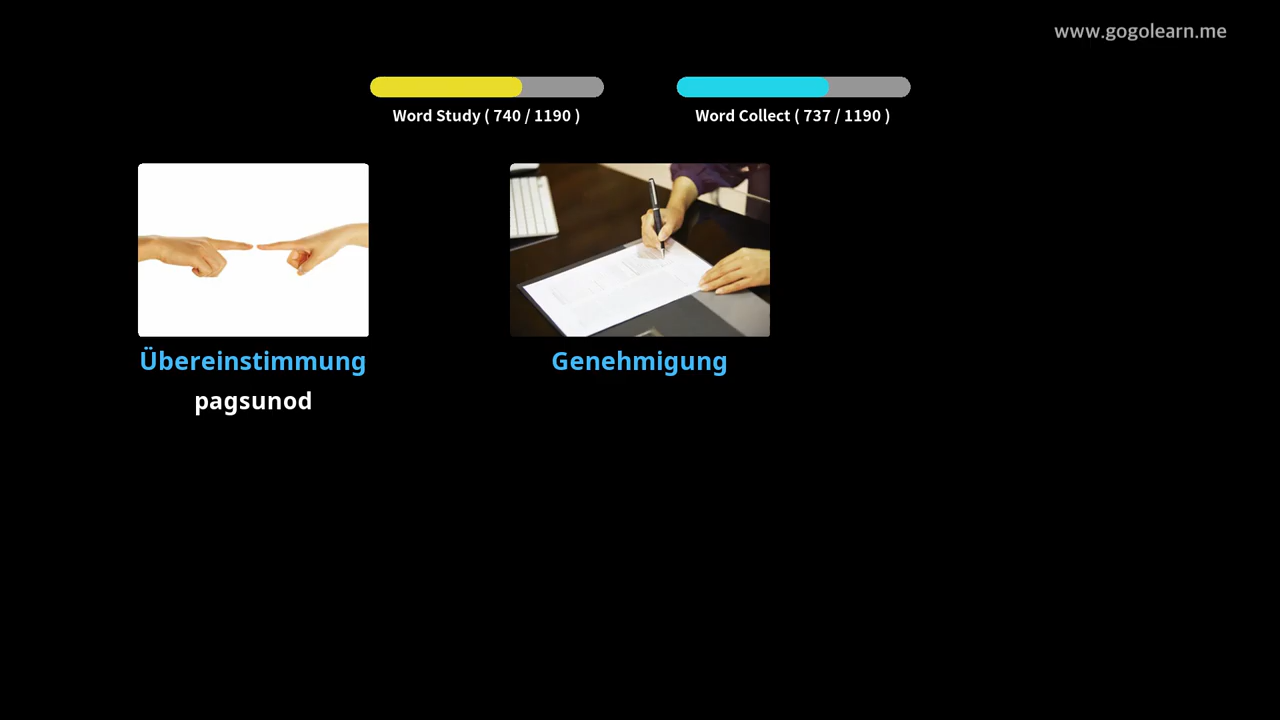 www.gogolearn.me
Word Study ( 740 / 1190 )
Word Collect ( 737 / 1190 )
Übereinstimmung
Genehmigung
pagsunod